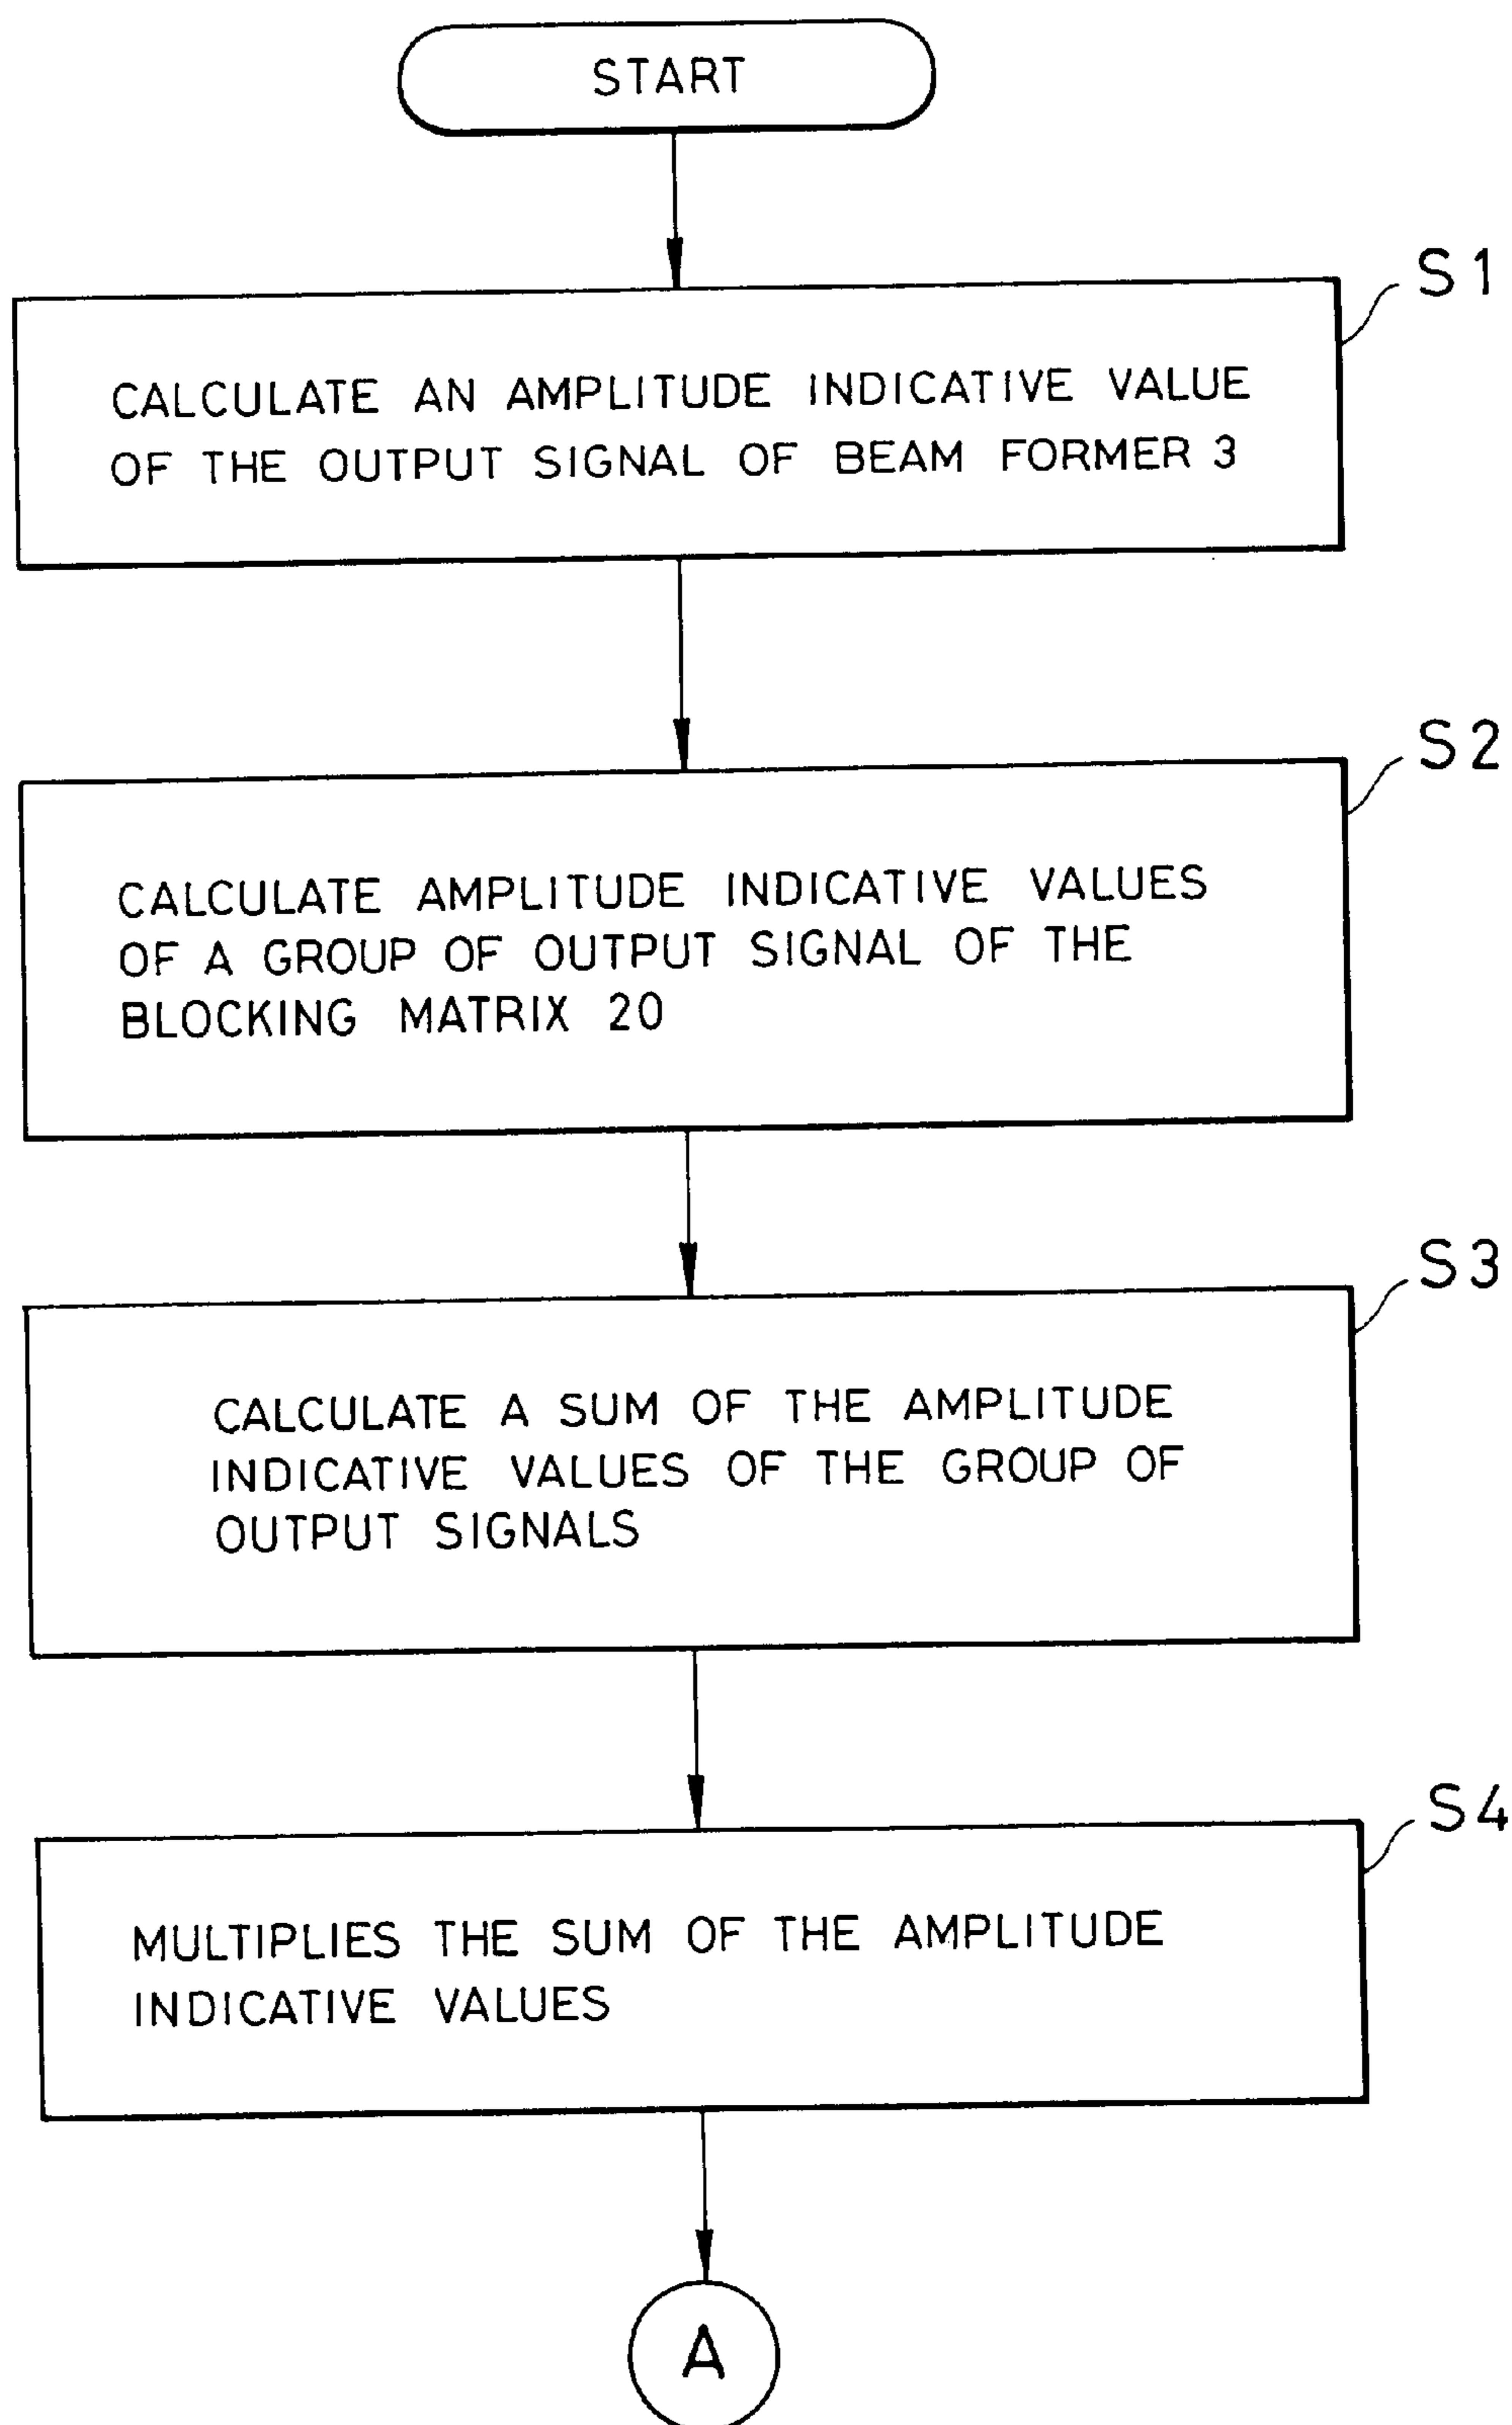 START
S1
CALCULATE AN AMPLITUDE INDICATIVE VALUE
OF THE OUTPUT SIGNAL OF BEAM FORMER 3
S2
CALCULATE AMPLITUDE INDICATIVE VALUES
OF A GROUP OF OUTPUT SIGNAL OF THE
BLOCKING MATRIX 20
S3
CALCULATE A SUM OF THE AMPLITUDE
INDICATIVE VALUES OF THE GROUP OF
OUTPUT SIGNALS
S4
MULTIPLIES THE SUM OF THE AMPLITUDE
INDICATIVE VALUES
A